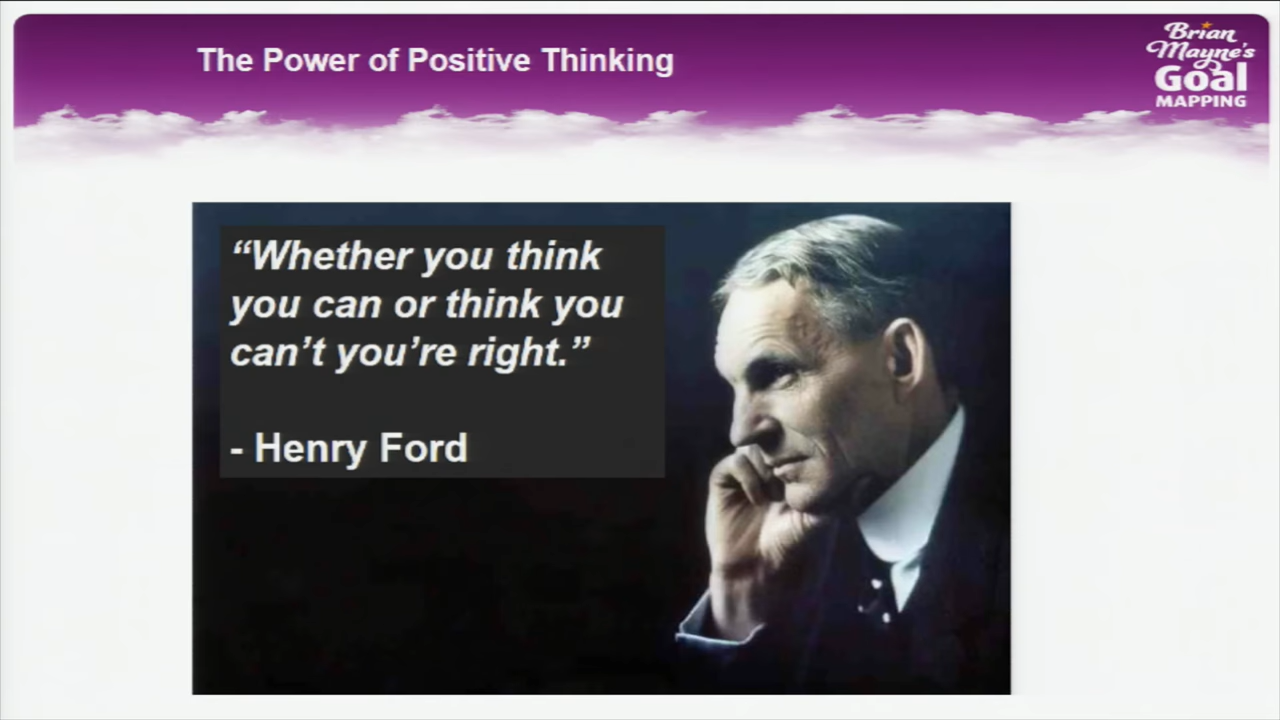 The Power of Positive Thinking
Brian
Mayne's
Goal
MAPPING
“Whether you think
you can or think you
can’t you’re right.”
- Henry Ford